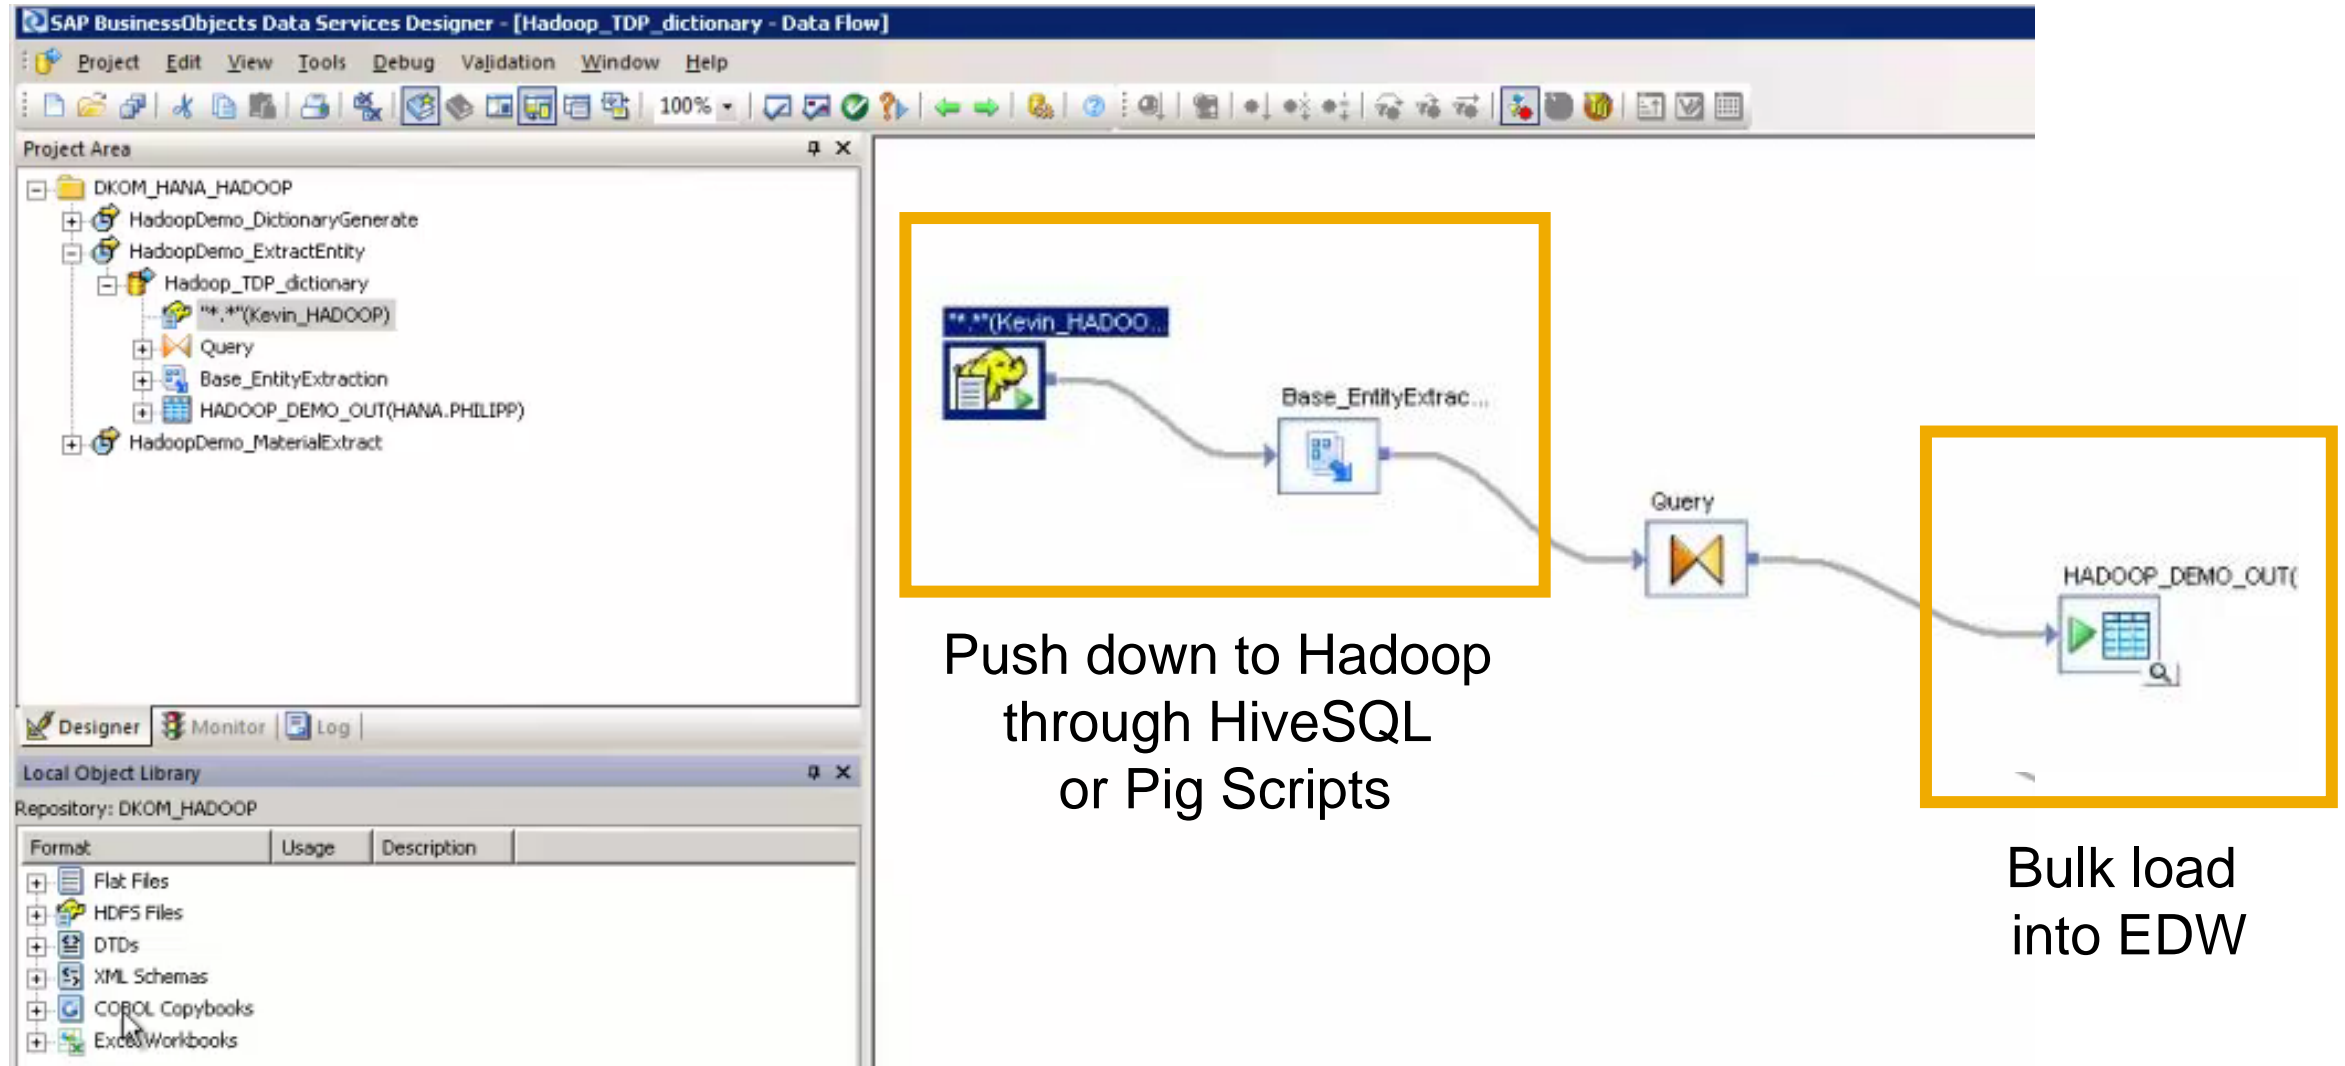 SAP BusinessObjects Data Services Designer - [Hadoop_TDP_dictionary - Data Flow]
Project Edit View Tools Debug Validation Window Help
100%
Project Area
DKOM_HANA_HADOOP
HadoopDemo_DictionaryGenerate
HadoopDemo_ExtractEntity
Hadoop_TDP_dictionary
"*.*"(Kevin_HADOOP)
Query
Base_EntityExtraction
HADOOP_DEMO_OUT(HANA.PHILIPP)
HadoopDemo_MaterialExtract
Designer Monitor Log
Local Object Library
Repository: DKOM_HADOOP
Format Usage Description
Flat Files
HDFS Files
DTDs
XML Schemas
COBOL Copybooks
Excel Workbooks
"*.*"(Kevin_HADOO...
Base_EntityExtrac...
Query
HADOOP_DEMO_OUT(
Push down to Hadoop
through HiveSQL
or Pig Scripts
Bulk load
into EDW